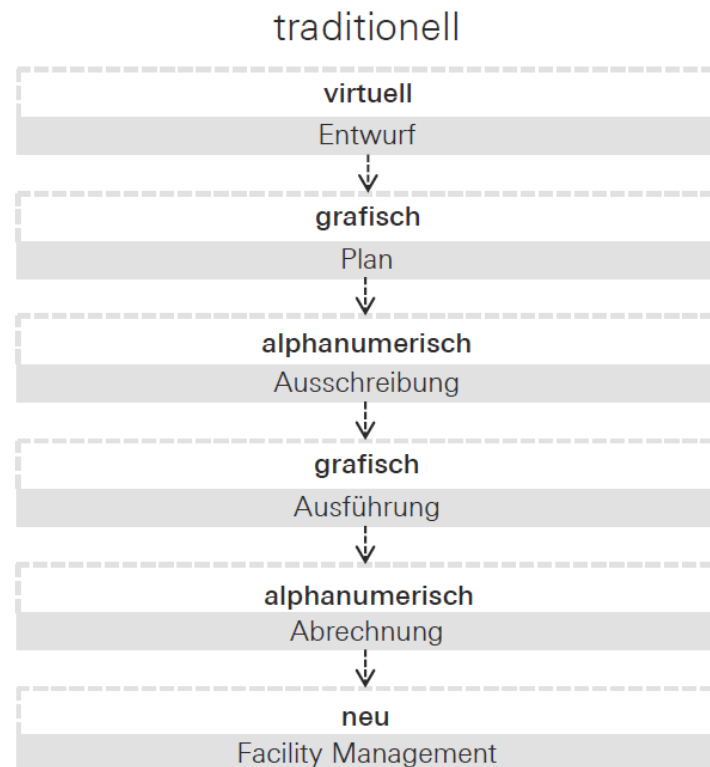 traditionell
virtuell
Entwurf
grafisch
Plan
alphanumerisch
Ausschreibung
grafisch
Ausführung
alphanumerisch
Abrechnung
neu
Facility Management